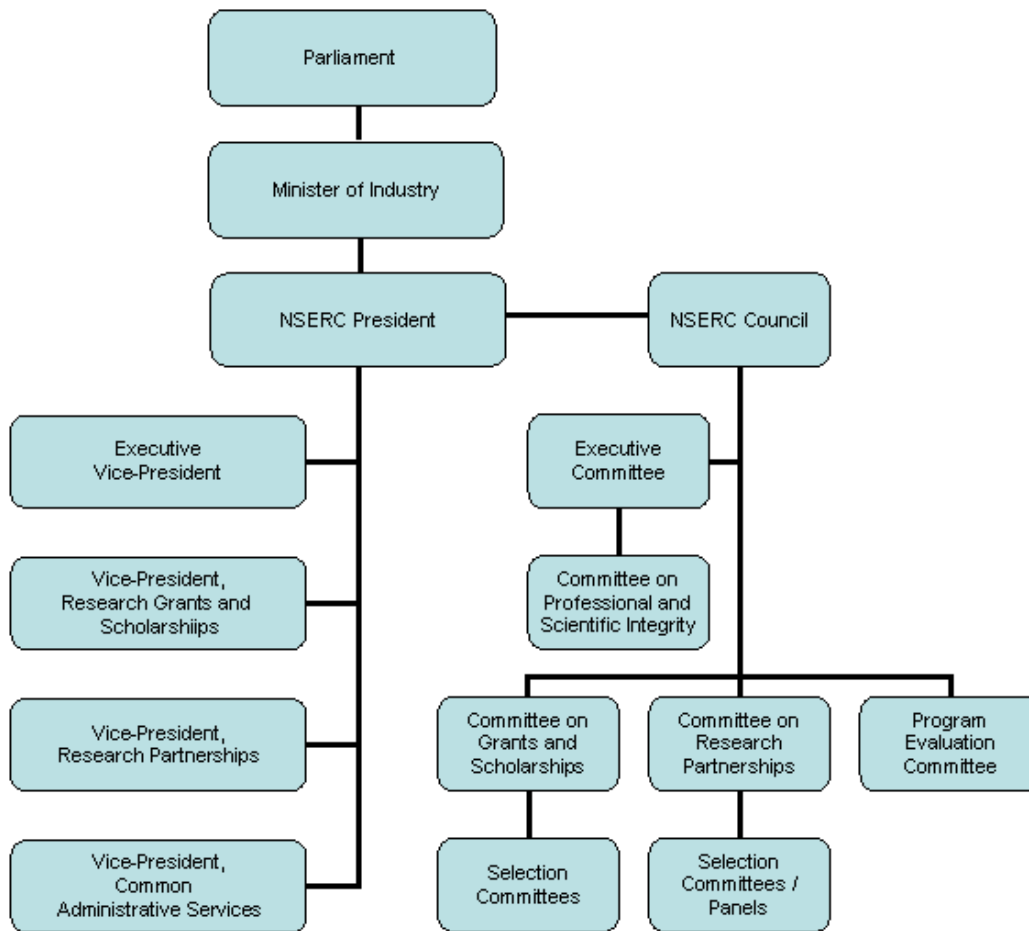 Parliament
Minister of Industry
NSERC President
NSERC Council
Executive
Vice-President
Executive
Committee
Vice-President,
Research Grants and
Scholarshiips
Committee on
Professional and
Scientific Integrity
Vice-President,
Research Partnerships
Committee on
Grants and
Scholarships
Committee on
Research
Partnerships
Program
Evaluation
Committee
Vice-President,
Common
Administrative Services
Selection
Committees
Selection
Committees /
Panels